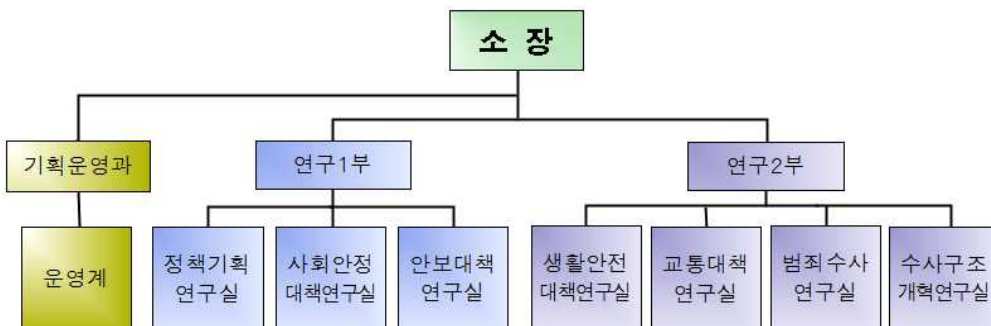 소 장
기획운영과
연구1부
연구2부
운영계
정책기획
연구실
사회안정
대책연구실
안보대책
연구실
생활안전
대책연구실
교통대책
연구실
범죄수사
연구실
수사구조
개혁연구실